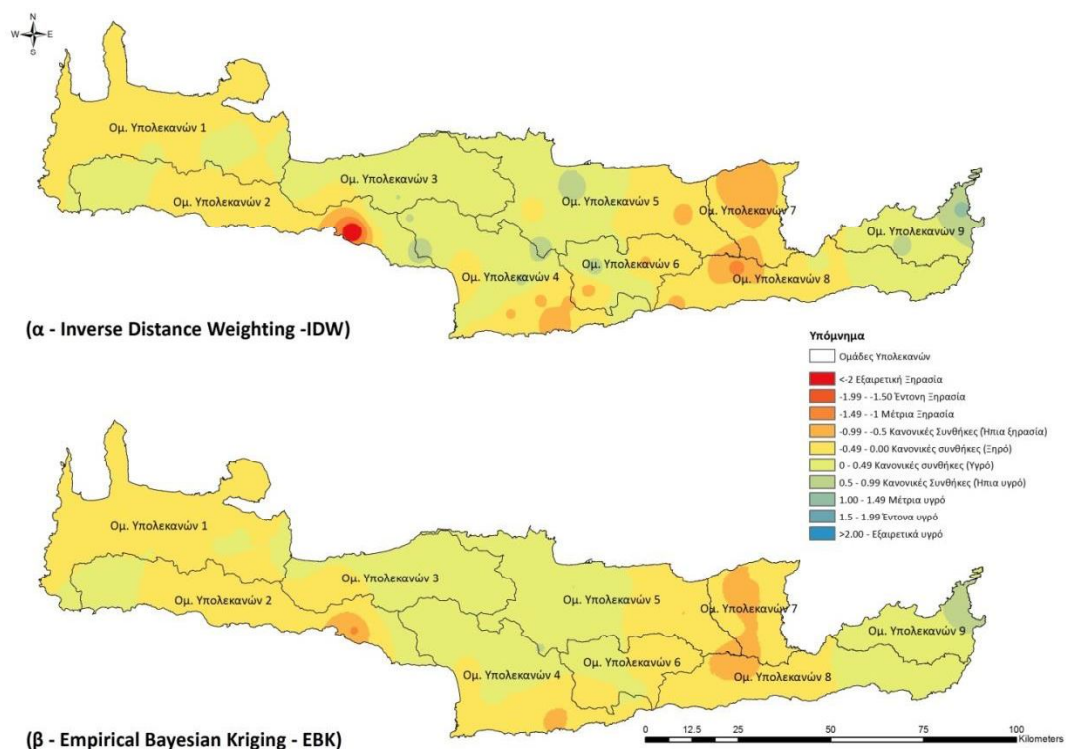 N
W E
S
Ομ. Υπολεκανών 1
Ομ. Υπολεκανών 2
Ομ. Υπολεκανών 3
Ομ. Υπολεκανών 4
Ομ. Υπολεκανών 5
Ομ. Υπολεκανών 6
Ομ. Υπολεκανών 7
Ομ. Υπολεκανών 8
Ομ. Υπολεκανών 9
(α - Inverse Distance Weighting -IDW)
Υπόμνημα
Ομάδες Υπολεκανών
<-2 Εξαιρετική Ξηρασία
-1.99 - -1.50 Έντονη Ξηρασία
-1.49 - -1 Μέτρια Ξηρασία
-0.99 - -0.5 Κανονικές Συνθήκες (Ήπια ξηρασία)
-0.49 - 0.00 Κανονικές συνθήκες (Ξηρό)
0 - 0.49 Κανονικές συνθήκες (Υγρό)
0.5 - 0.99 Κανονικές Συνθήκες (Ήπια υγρό)
1.00 - 1.49 Μέτρια υγρό
1.5 - 1.99 Έντονα υγρό
>2.00 - Εξαιρετικά υγρό
Ομ. Υπολεκανών 1
Ομ. Υπολεκανών 2
Ομ. Υπολεκανών 3
Ομ. Υπολεκανών 4
Ομ. Υπολεκανών 5
Ομ. Υπολεκανών 6
Ομ. Υπολεκανών 7
Ομ. Υπολεκανών 8
Ομ. Υπολεκανών 9
(β - Empirical Bayesian Kriging - EBK)
0 12.5 25 50 75 100
Kilometers